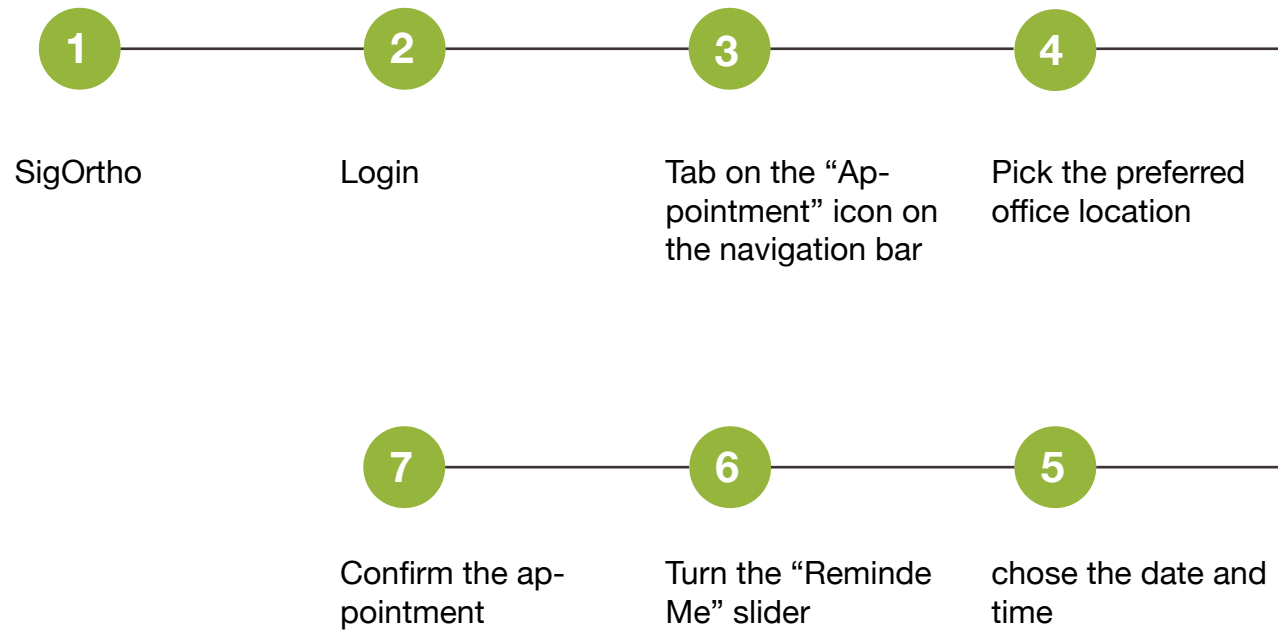 1
2
3
4
SigOrtho
Login
Tab on the “Ap-
pointment” icon on
the navigation bar
Pick the preferred
office location
7
6
5
Confirm the ap-
pointment
Turn the “Reminde
Me” slider
chose the date and
time